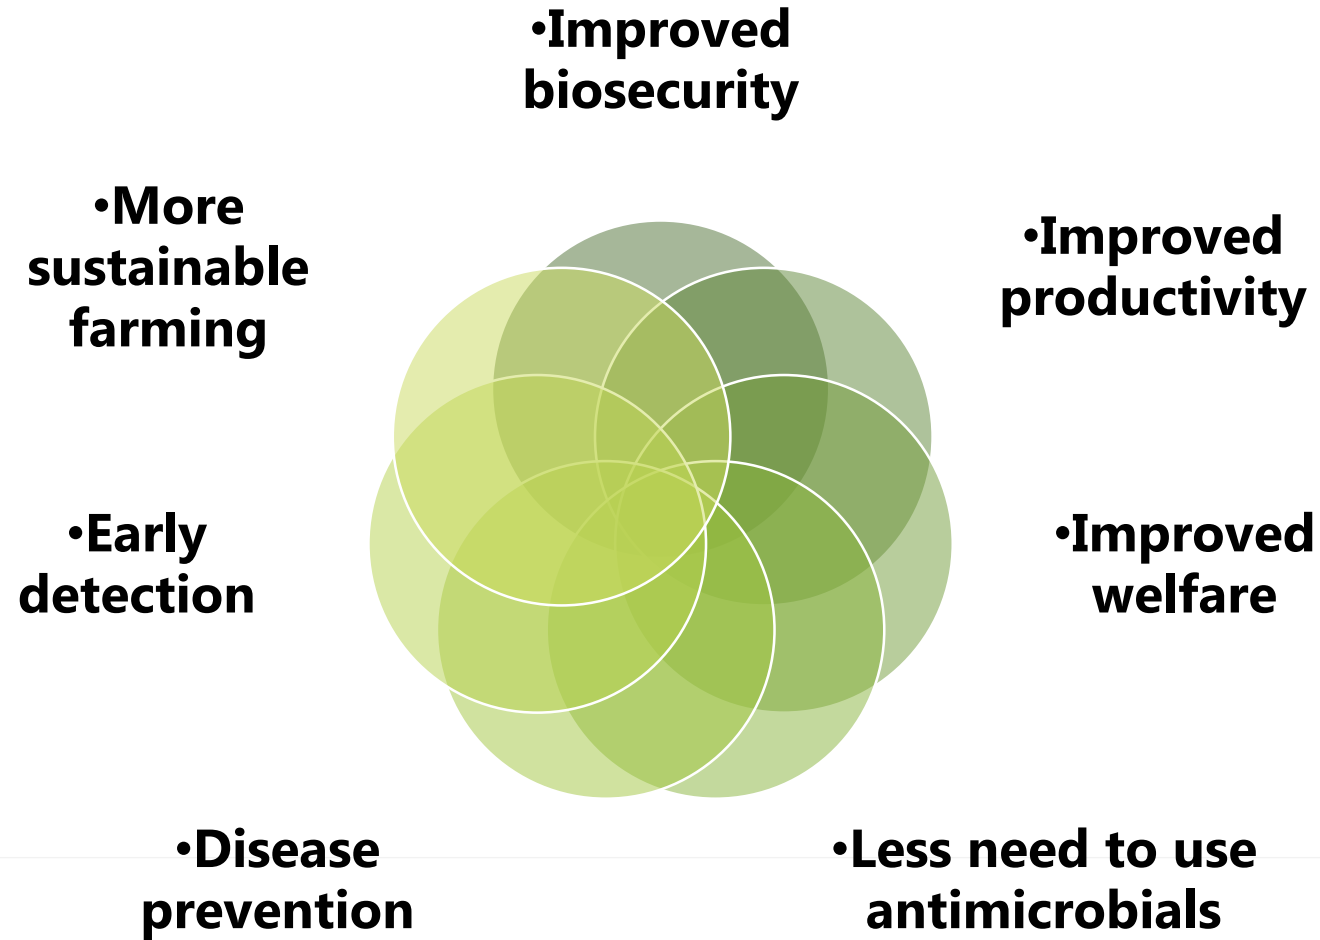 •Improved
biosecurity
•More
sustainable
farming
•Improved
productivity
•Early
detection
•Improved
welfare
•Disease
prevention
•Less need to use
antimicrobials